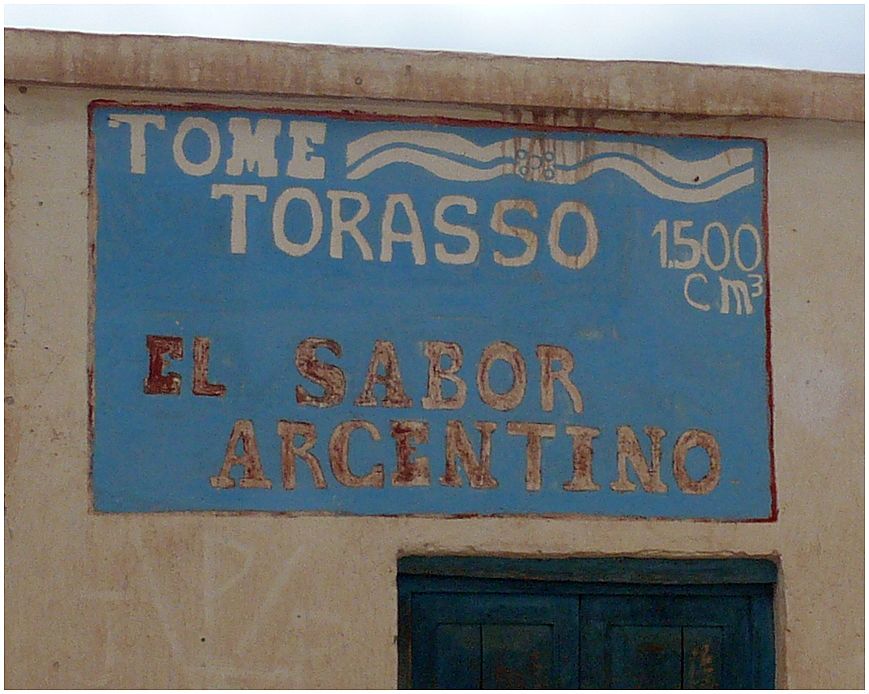 TOME
TORASSO
1.500
cm³
EL SABOR
ARGENTINO